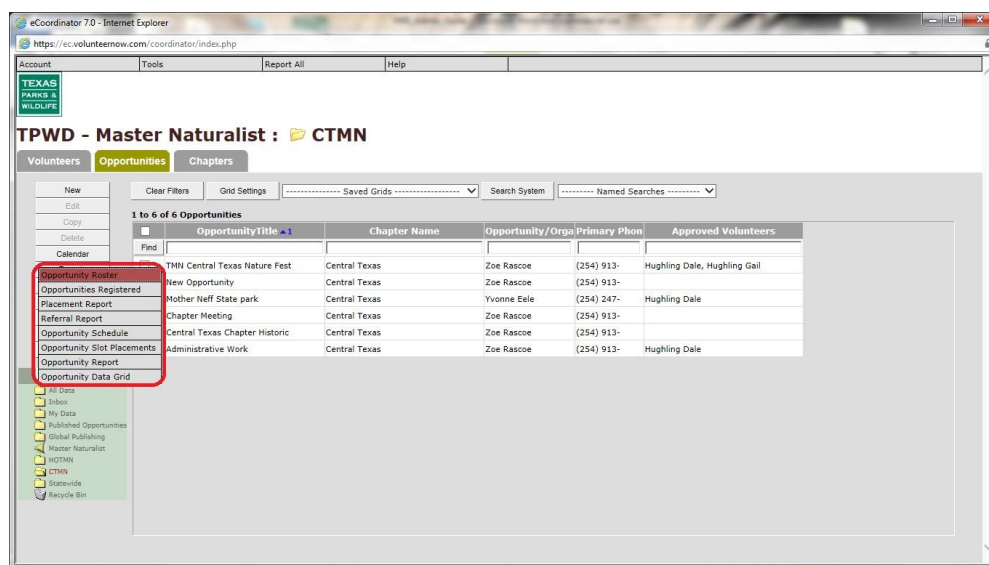 eCoordinator 7.0 - Internet Explorer
https://ec.volunteernow.com/coordinator/index.php
Account Tools Report All Help
TEXAS
PARKS &
WILDLIFE
TPWD - Master Naturalist : CTMN
Volunteers Opportunities Chapters
New Clear Filters Grid Settings --------------- Saved Grids ------------------ Search System --------- Named Searches ---------
Edit
Copy
Delete
Calendar
1 to 6 of 6 Opportunities
OpportunityTitle ▲1 Chapter Name Opportunity/Orga Primary Phon Approved Volunteers
Find
TMN Central Texas Nature Fest Central Texas Zoe Rascoe (254) 913- Hughling Dale, Hughling Gail
New Opportunity Central Texas Zoe Rascoe (254) 913-
Mother Neff State park Central Texas Yvonne Eele (254) 247- Hughling Dale
Chapter Meeting Central Texas Zoe Rascoe (254) 913-
Central Texas Chapter Historic Central Texas Zoe Rascoe (254) 913-
Administrative Work Central Texas Zoe Rascoe (254) 913- Hughling Dale
Opportunity Roster
Opportunities Registered
Placement Report
Referral Report
Opportunity Schedule
Opportunity Slot Placements
Opportunity Report
Opportunity Data Grid
All Data
Inbox
My Data
Published Opportunities
Global Publishing
Master Naturalist
HOTMN
CTMN
Statewide
Recycle Bin